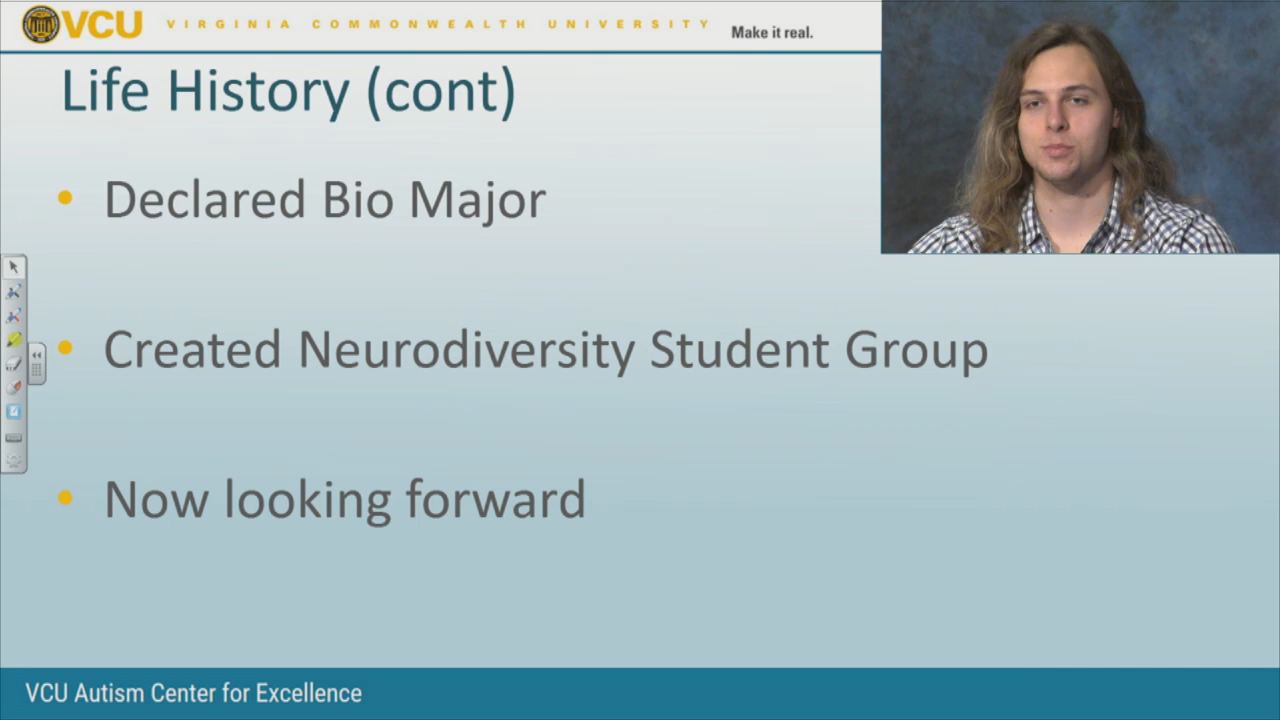 VCU VIRGINIA COMMONWEALTH UNIVERSITY Make it real.
Life History (cont)
• Declared Bio Major
• Created Neurodiversity Student Group
• Now looking forward
VCU Autism Center for Excellence